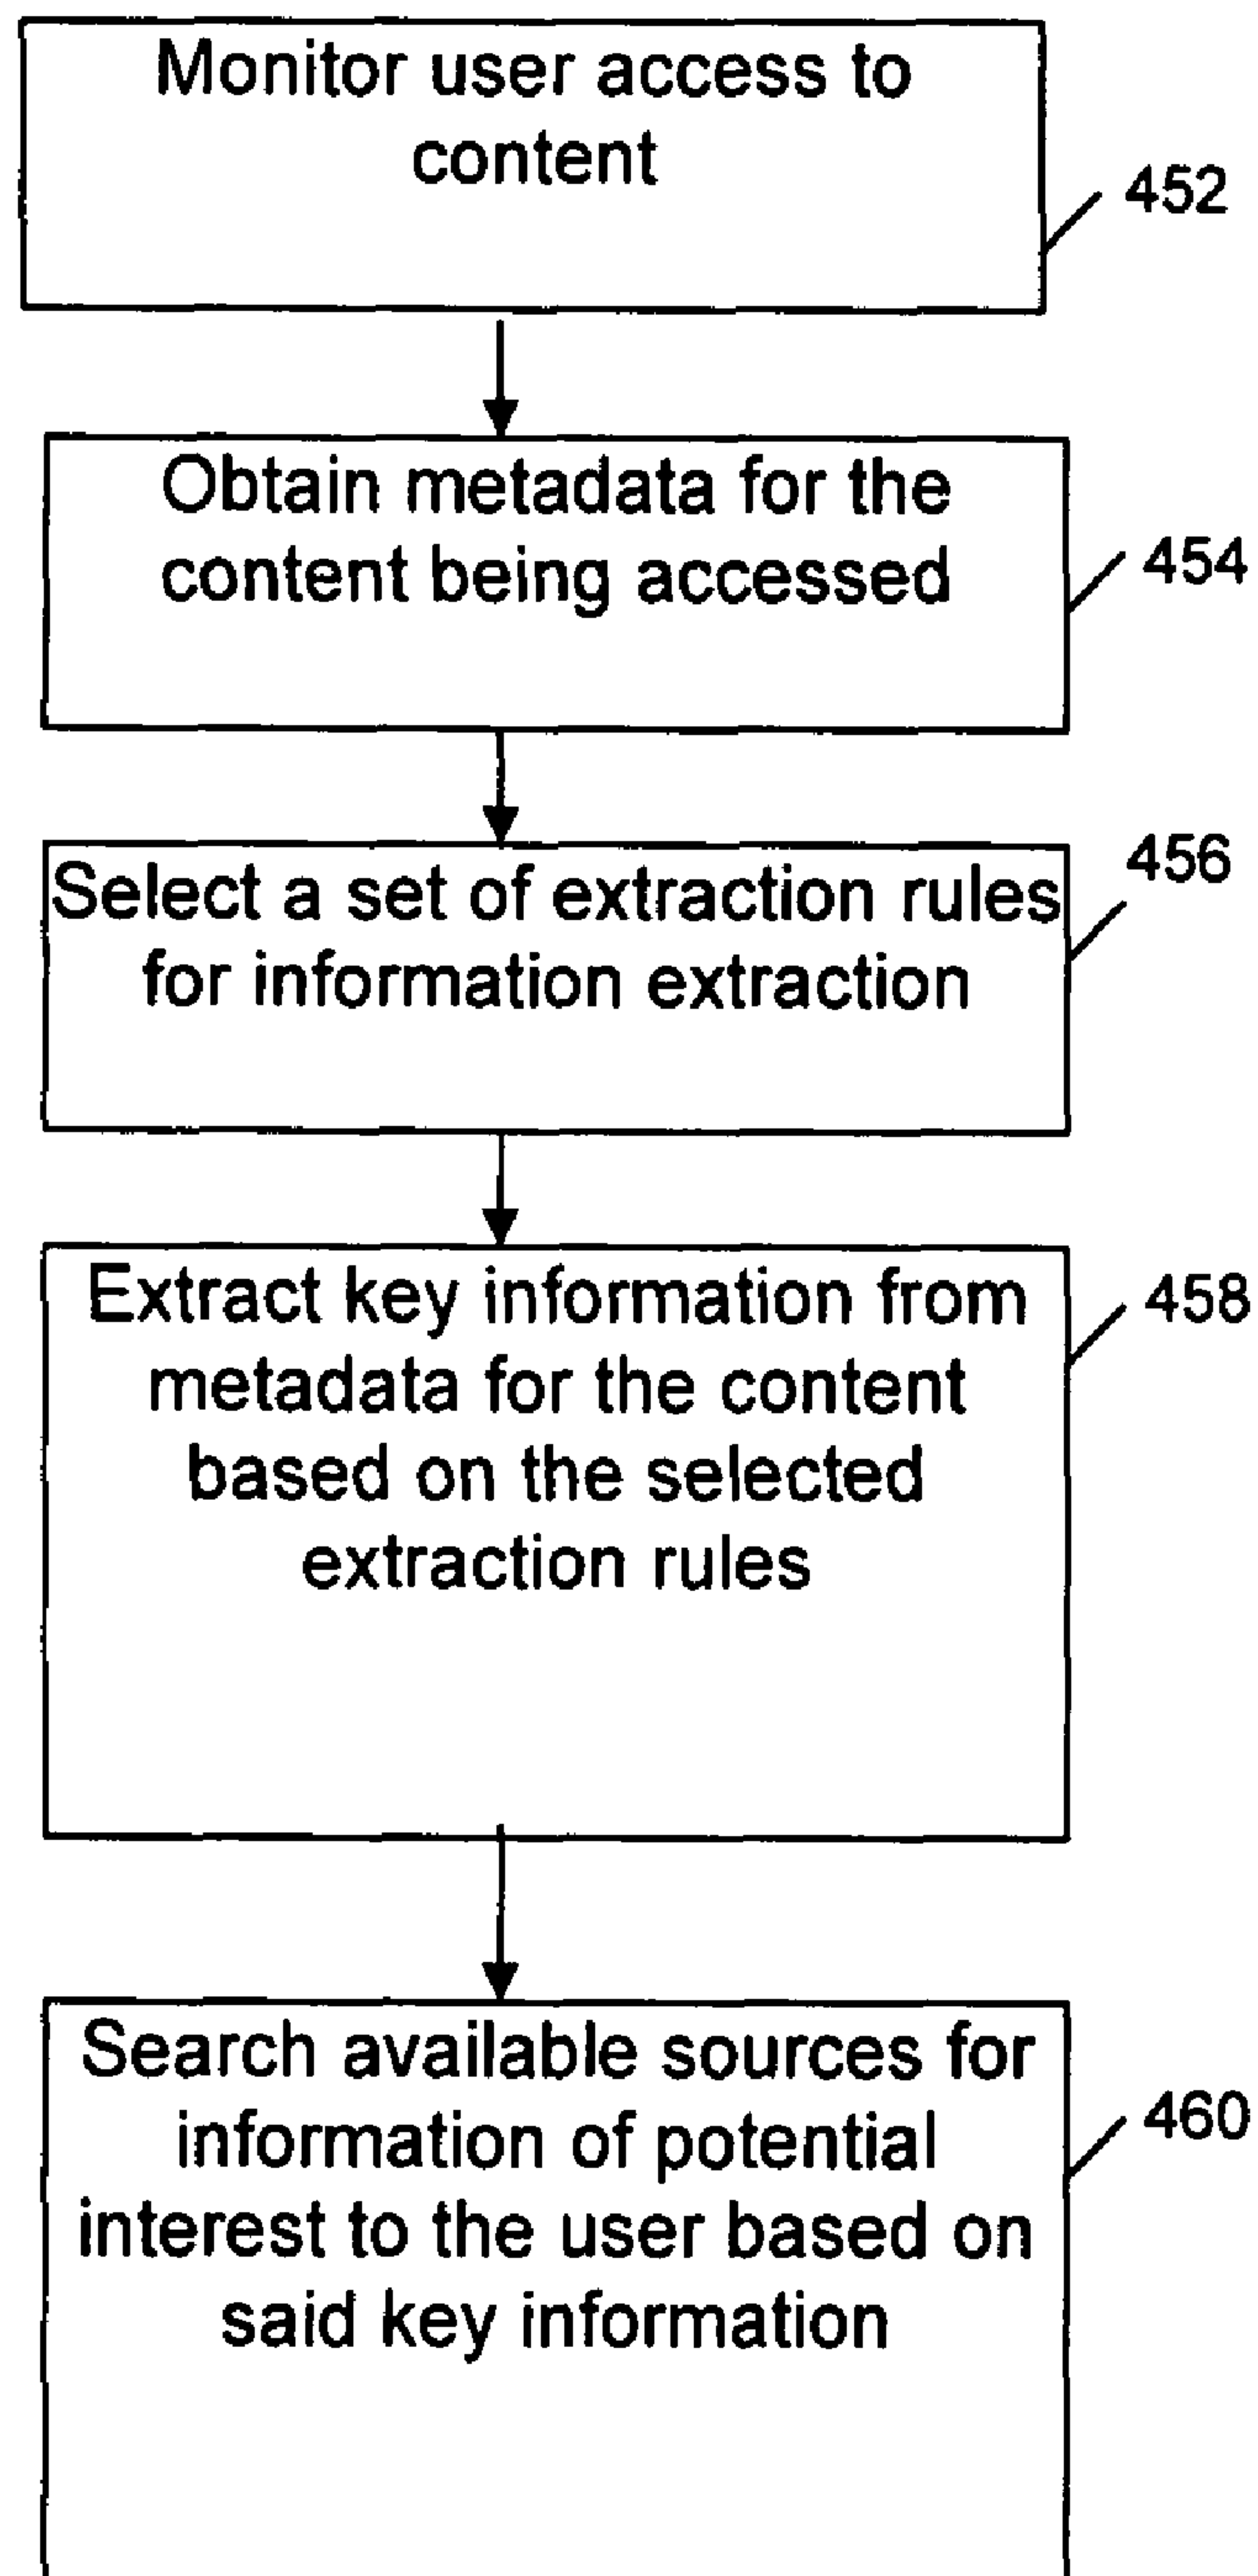 Monitor user access to
content
452
Obtain metadata for the
content being accessed
454
Select a set of extraction rules
for information extraction
456
Extract key information from
metadata for the content
based on the selected
extraction rules
458
Search available sources for
information of potential
interest to the user based on
said key information
460